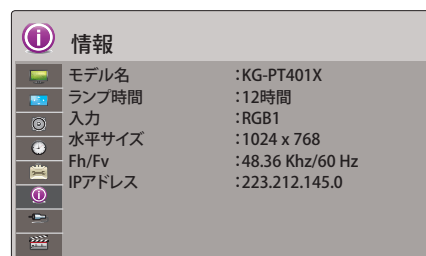 情報
モデル名 :KG-PT401X
ランプ時間 :12時間
入力 :RGB1
水平サイズ :1024 x 768
Fh/Fv :48.36 Khz/60 Hz
IPアドレス :223.212.145.0